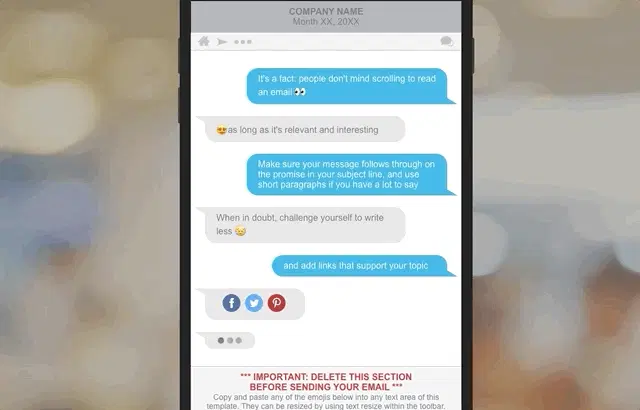 COMPANY NAME
Month XX, 20XX
It's a fact: people don't mind scrolling to read
an email👀
😍as long as it's relevant and interesting
Make sure your message follows through on
the promise in your subject line, and use
short paragraphs if you have a lot to say
When in doubt, challenge yourself to write
less 😅
and add links that support your topic
*** IMPORTANT: DELETE THIS SECTION
BEFORE SENDING YOUR EMAIL ***
Copy and paste any of the emojis below into any text area of this
template. They can be resized by using text resize within the toolbar.